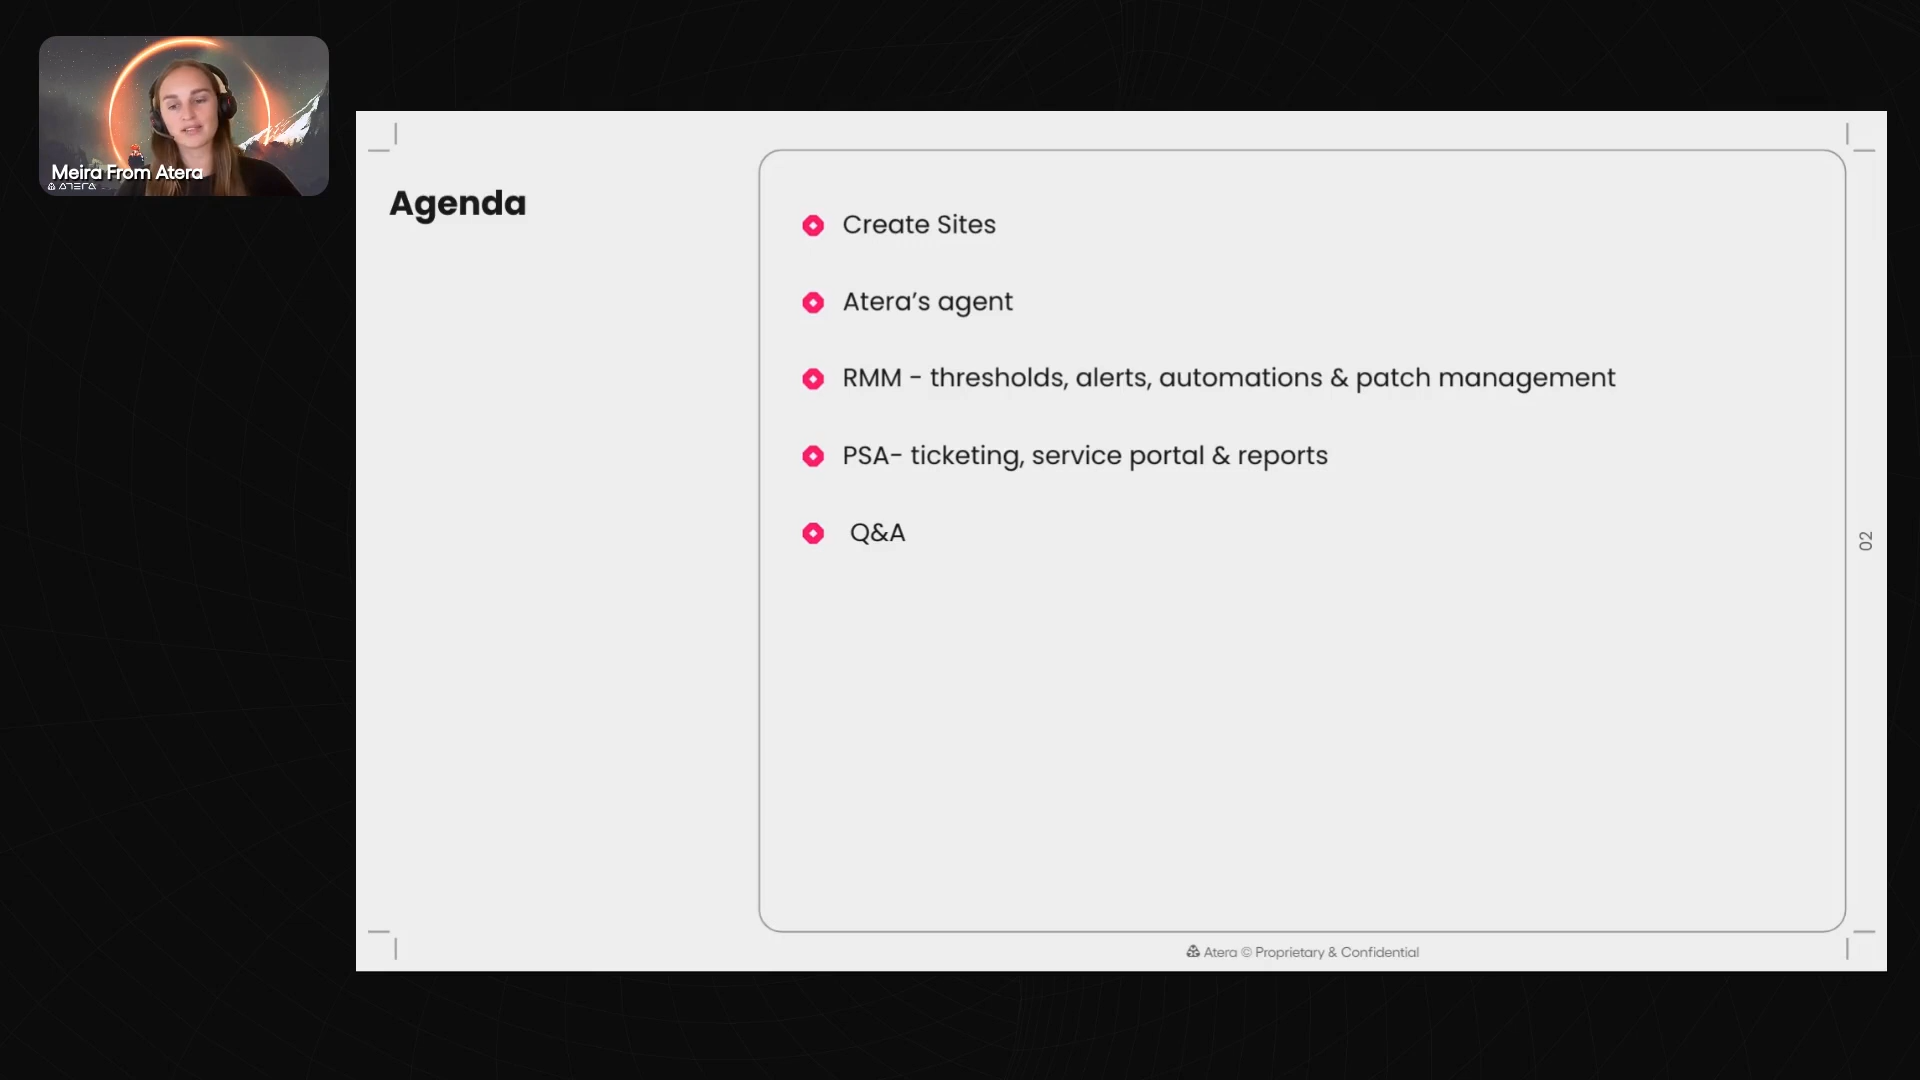 Meira From Atera
ATERA
Agenda
Create Sites
Atera’s agent
RMM - thresholds, alerts, automations & patch management
PSA- ticketing, service portal & reports
Q&A
02
Atera © Proprietary & Confidential